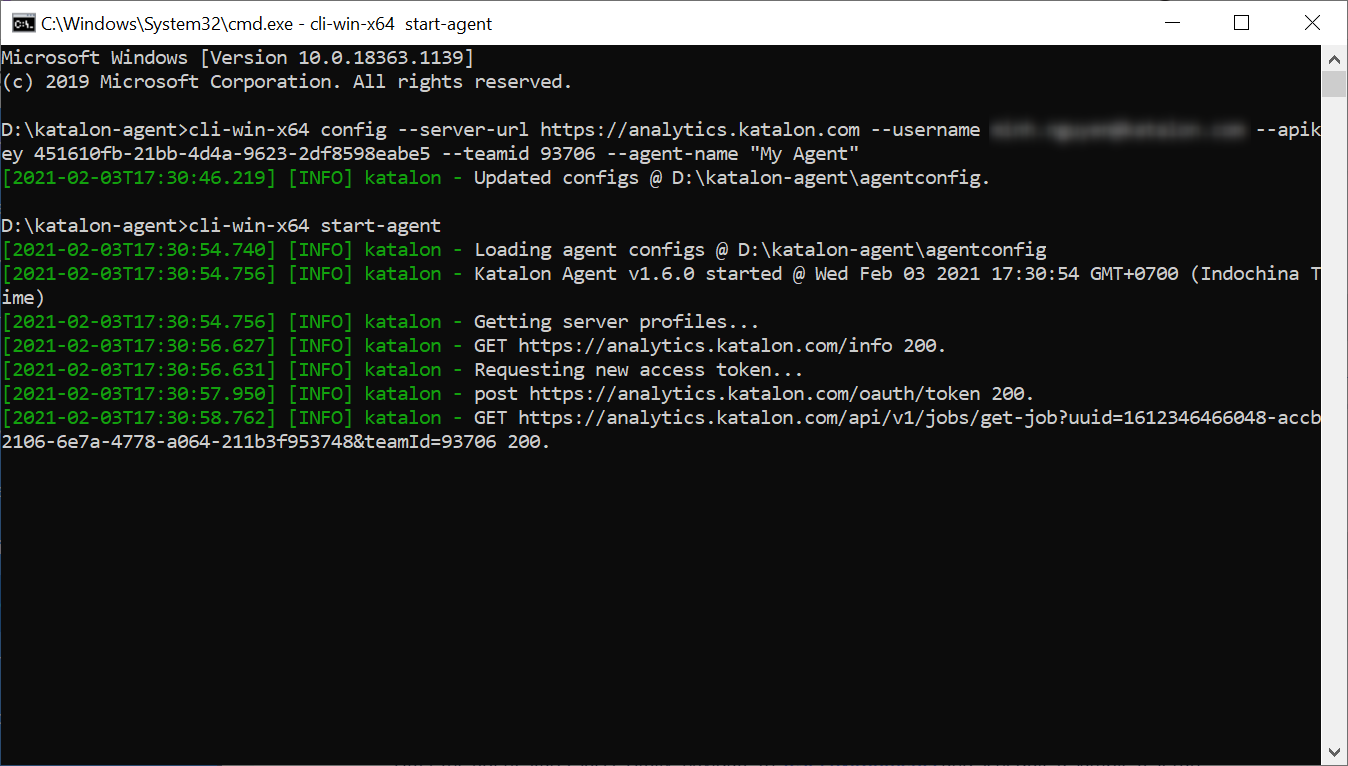 C:\Windows\System32\cmd.exe - cli-win-x64  start-agent
Microsoft Windows [Version 10.0.18363.1139]
(c) 2019 Microsoft Corporation. All rights reserved.
D:\katalon-agent>cli-win-x64 config --server-url https://analytics.katalon.com --username --apik
ey 451610fb-21bb-4d4a-9623-2df8598eabe5 --teamid 93706 --agent-name "My Agent"
[2021-02-03T17:30:46.219] [INFO] katalon - Updated configs @ D:\katalon-agent\agentconfig.
D:\katalon-agent>cli-win-x64 start-agent
[2021-02-03T17:30:54.740] [INFO] katalon - Loading agent configs @ D:\katalon-agent\agentconfig
[2021-02-03T17:30:54.756] [INFO] katalon - Katalon Agent v1.6.0 started @ Wed Feb 03 2021 17:30:54 GMT+0700 (Indochina T
ime)
[2021-02-03T17:30:54.756] [INFO] katalon - Getting server profiles...
[2021-02-03T17:30:56.627] [INFO] katalon - GET https://analytics.katalon.com/info 200.
[2021-02-03T17:30:56.631] [INFO] katalon - Requesting new access token...
[2021-02-03T17:30:57.950] [INFO] katalon - post https://analytics.katalon.com/oauth/token 200.
[2021-02-03T17:30:58.762] [INFO] katalon - GET https://analytics.katalon.com/api/v1/jobs/get-job?uuid=1612346466048-accb
2106-6e7a-4778-a064-211b3f953748&teamId=93706 200.